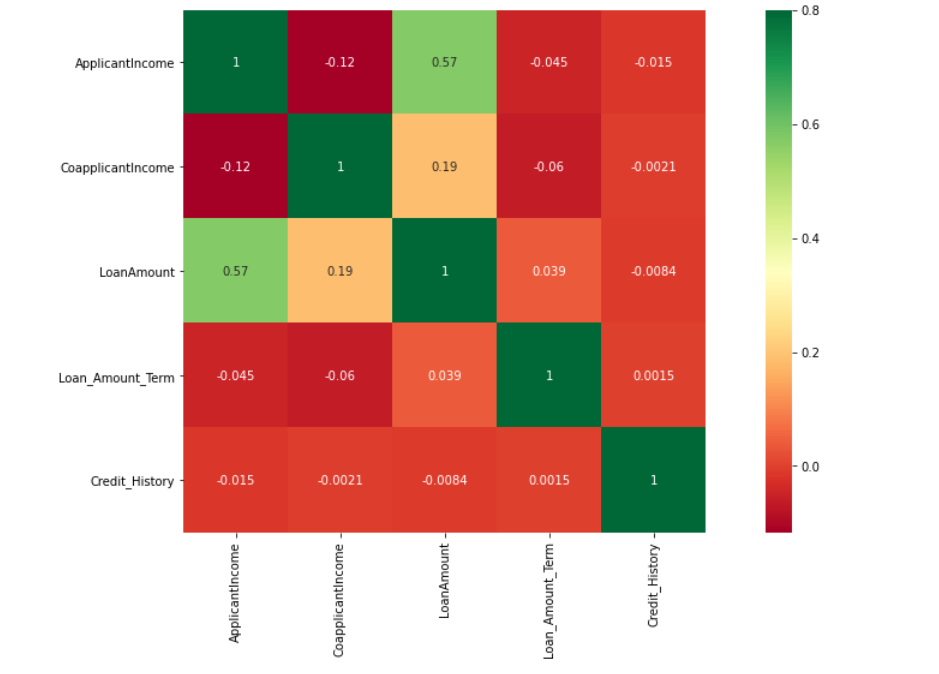 ApplicantIncome 1 -0.12 0.57 -0.045 -0.015
CoapplicantIncome -0.12 1 0.19 -0.06 -0.0021
LoanAmount 0.57 0.19 1 0.039 -0.0084
Loan_Amount_Term -0.045 -0.06 0.039 1 0.0015
Credit_History -0.015 -0.0021 -0.0084 0.0015 1
ApplicantIncome
CoapplicantIncome
LoanAmount
Loan_Amount_Term
Credit_History
0.8
0.6
0.4
0.2
0.0